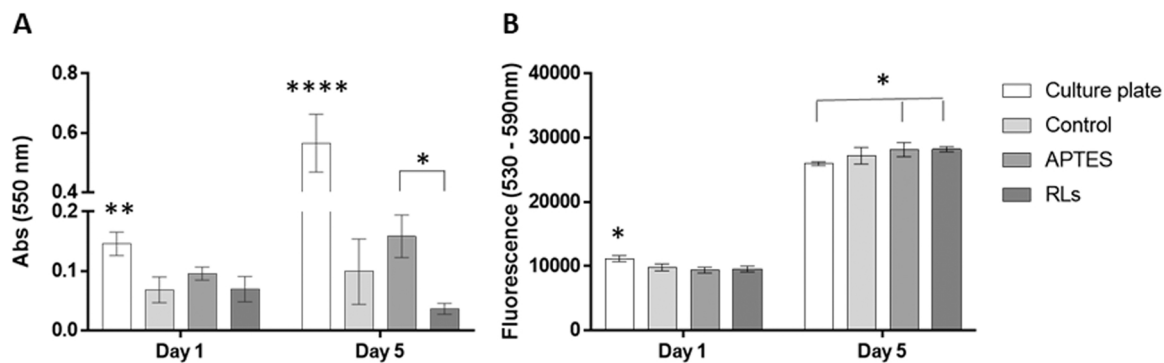 A
Abs (550 nm)
0.8
0.6
0.4
0.2
0.1
0.0
**
****
*
Day 1
Day 5
B
Fluorescence (530 - 590nm)
40000
30000
20000
10000
0
*
*
Day 1
Day 5
Culture plate
Control
APTES
RLs